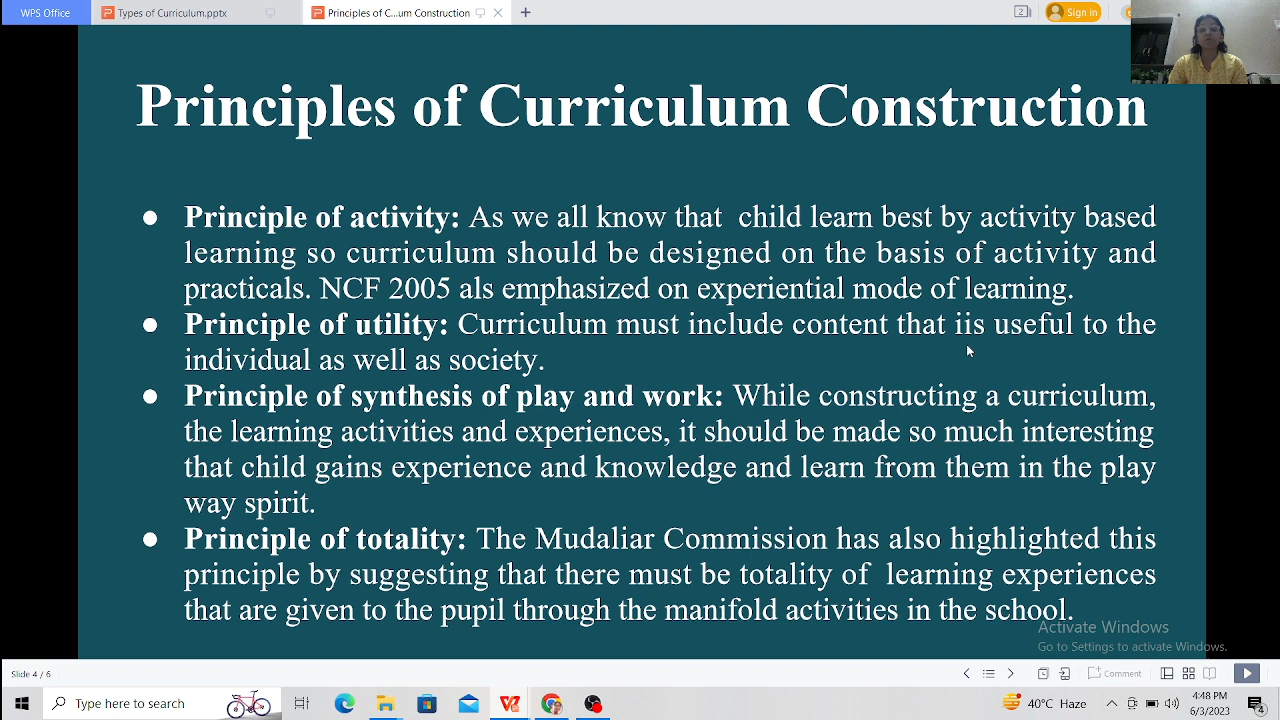 WPS Office
Types of Curriculum.pptx
Principles of C...um Construction
2
Sign in
Principles of Curriculum Construction
● Principle of activity: As we all know that  child learn best by activity based
learning so curriculum should be designed on the basis of activity and
practicals. NCF 2005 als emphasized on experiential mode of learning.
● Principle of utility: Curriculum must include content that iis useful to the
individual as well as society.
● Principle of synthesis of play and work: While constructing a curriculum,
the learning activities and experiences, it should be made so much interesting
that child gains experience and knowledge and learn from them in the play
way spirit.
● Principle of totality: The Mudaliar Commission has also highlighted this
principle by suggesting that there must be totality of  learning experiences
that are given to the pupil through the manifold activities in the school.
Activate Windows
Go to Settings to activate Windows.
Slide 4 / 6
Comment
Type here to search
40°C Haze
4:48 PM
6/3/2023
4